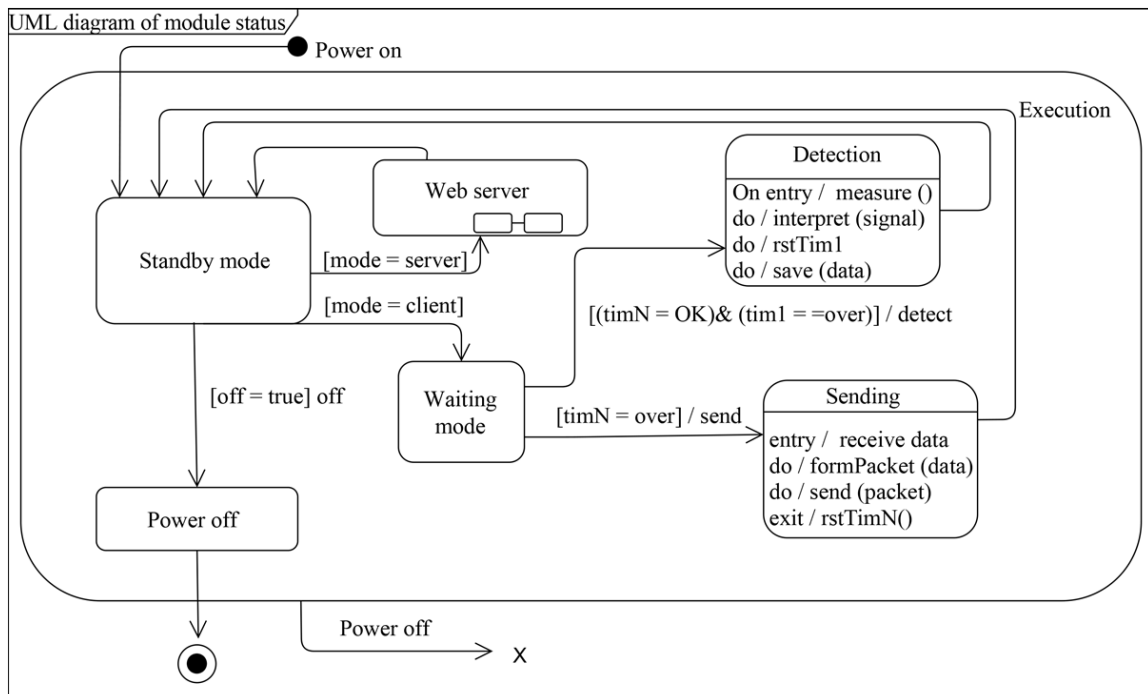 UML diagram of module status
Power on
Execution
Detection
Web server
On entry / measure ()
do / interpret (signal)
do / rstTim1
do / save (data)
Standby mode
[mode = server]
[mode = client]
[(timN = OK)& (tim1 = =over)] / detect
[off = true] off
Waiting
mode
[timN = over] / send
Sending
entry / receive data
do / formPacket (data)
do / send (packet)
exit / rstTimN()
Power off
Power off
X